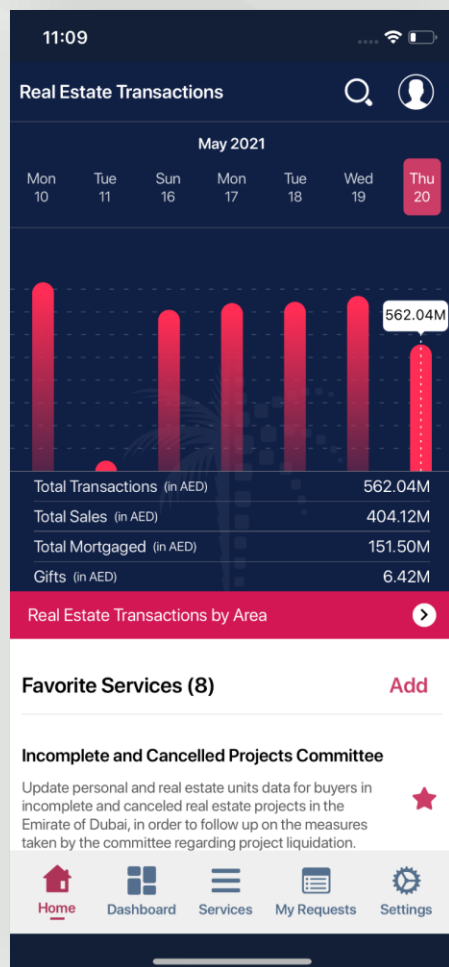 11:09
Real Estate Transactions
May 2021
Mon Tue Sun Mon Tue Wed Thu
10 11 16 17 18 19 20
562.04M
Total Transactions (in AED) 562.04M
Total Sales (in AED) 404.12M
Total Mortgaged (in AED) 151.50M
Gifts (in AED) 6.42M
Real Estate Transactions by Area
Favorite Services (8) Add
Incomplete and Cancelled Projects Committee
Update personal and real estate units data for buyers in
incomplete and canceled real estate projects in the
Emirate of Dubai, in order to follow up on the measures
taken by the committee regarding project liquidation.
Home Dashboard Services My Requests Settings